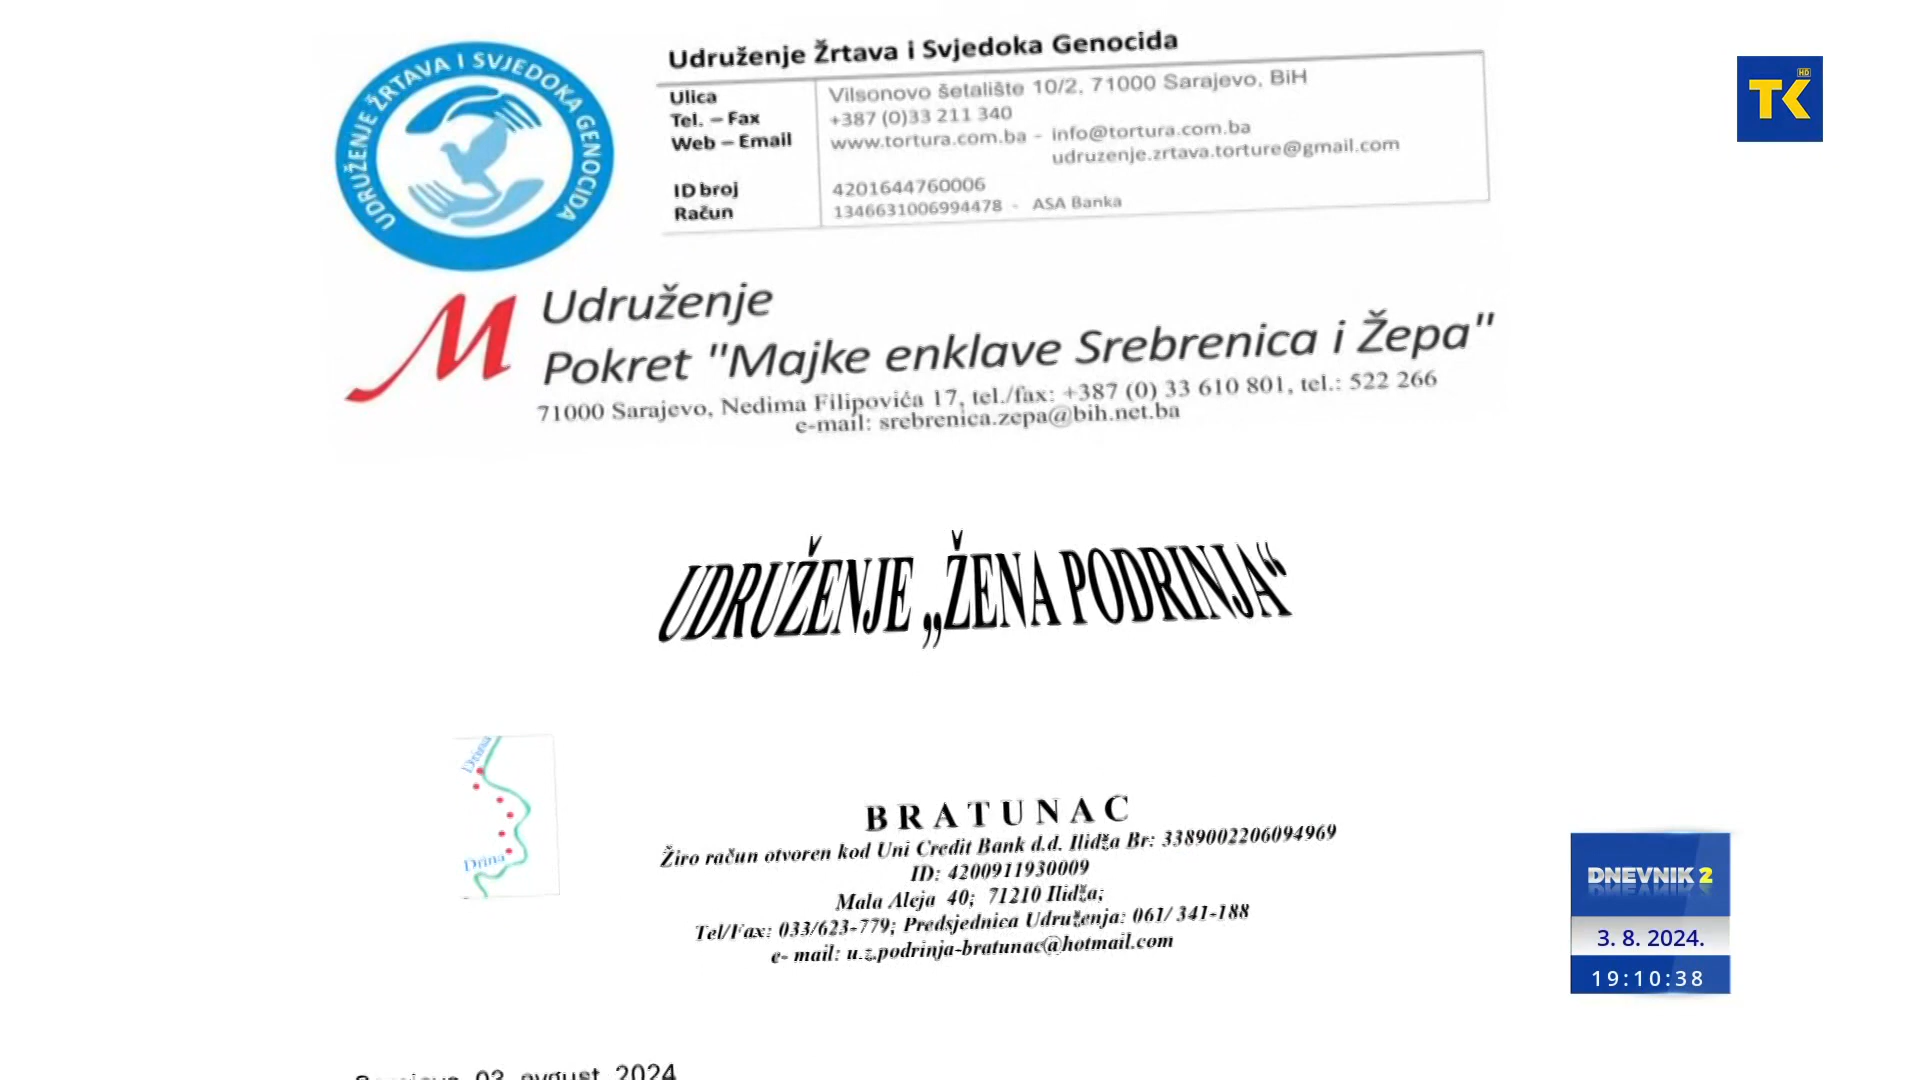 Udruženje Žrtava i Svjedoka Genocida
UDRUŽENJE ŽRTAVA I SVJEDOKA GENOCIDA
Ulica Vilsonovo šetalište 10/2, 71000 Sarajevo, BiH
Tel. – Fax +387 (0)33 211 340
Web – Email www.tortura.com.ba - info@tortura.com.ba
udruzenje.zrtava.torture@gmail.com
ID broj 4201644760006
Račun 1346631006994478 - ASA Banka
TK HD
M
Udruženje
Pokret "Majke enklave Srebrenica i Žepa"
71000 Sarajevo, Nedima Filipovića 17, tel./fax: +387 (0) 33 610 801, tel.: 522 266
e-mail: srebrenica.zepa@bih.net.ba
UDRUŽENJE „ŽENA PODRINJA“
Drina
Drina
BRATUNAC
Žiro račun otvoren kod Uni Credit Bank d.d. Ilidža Br: 3389002206094969
ID: 4200911930009
Mala Aleja 40; 71210 Ilidža;
Tel/Fax: 033/623-779; Predsjednica Udruženja: 061/ 341-188
e- mail: u.z.podrinja-bratunac@hotmail.com
DNEVNIK 2
3. 8. 2024.
19:10:38
03. avgust 2024